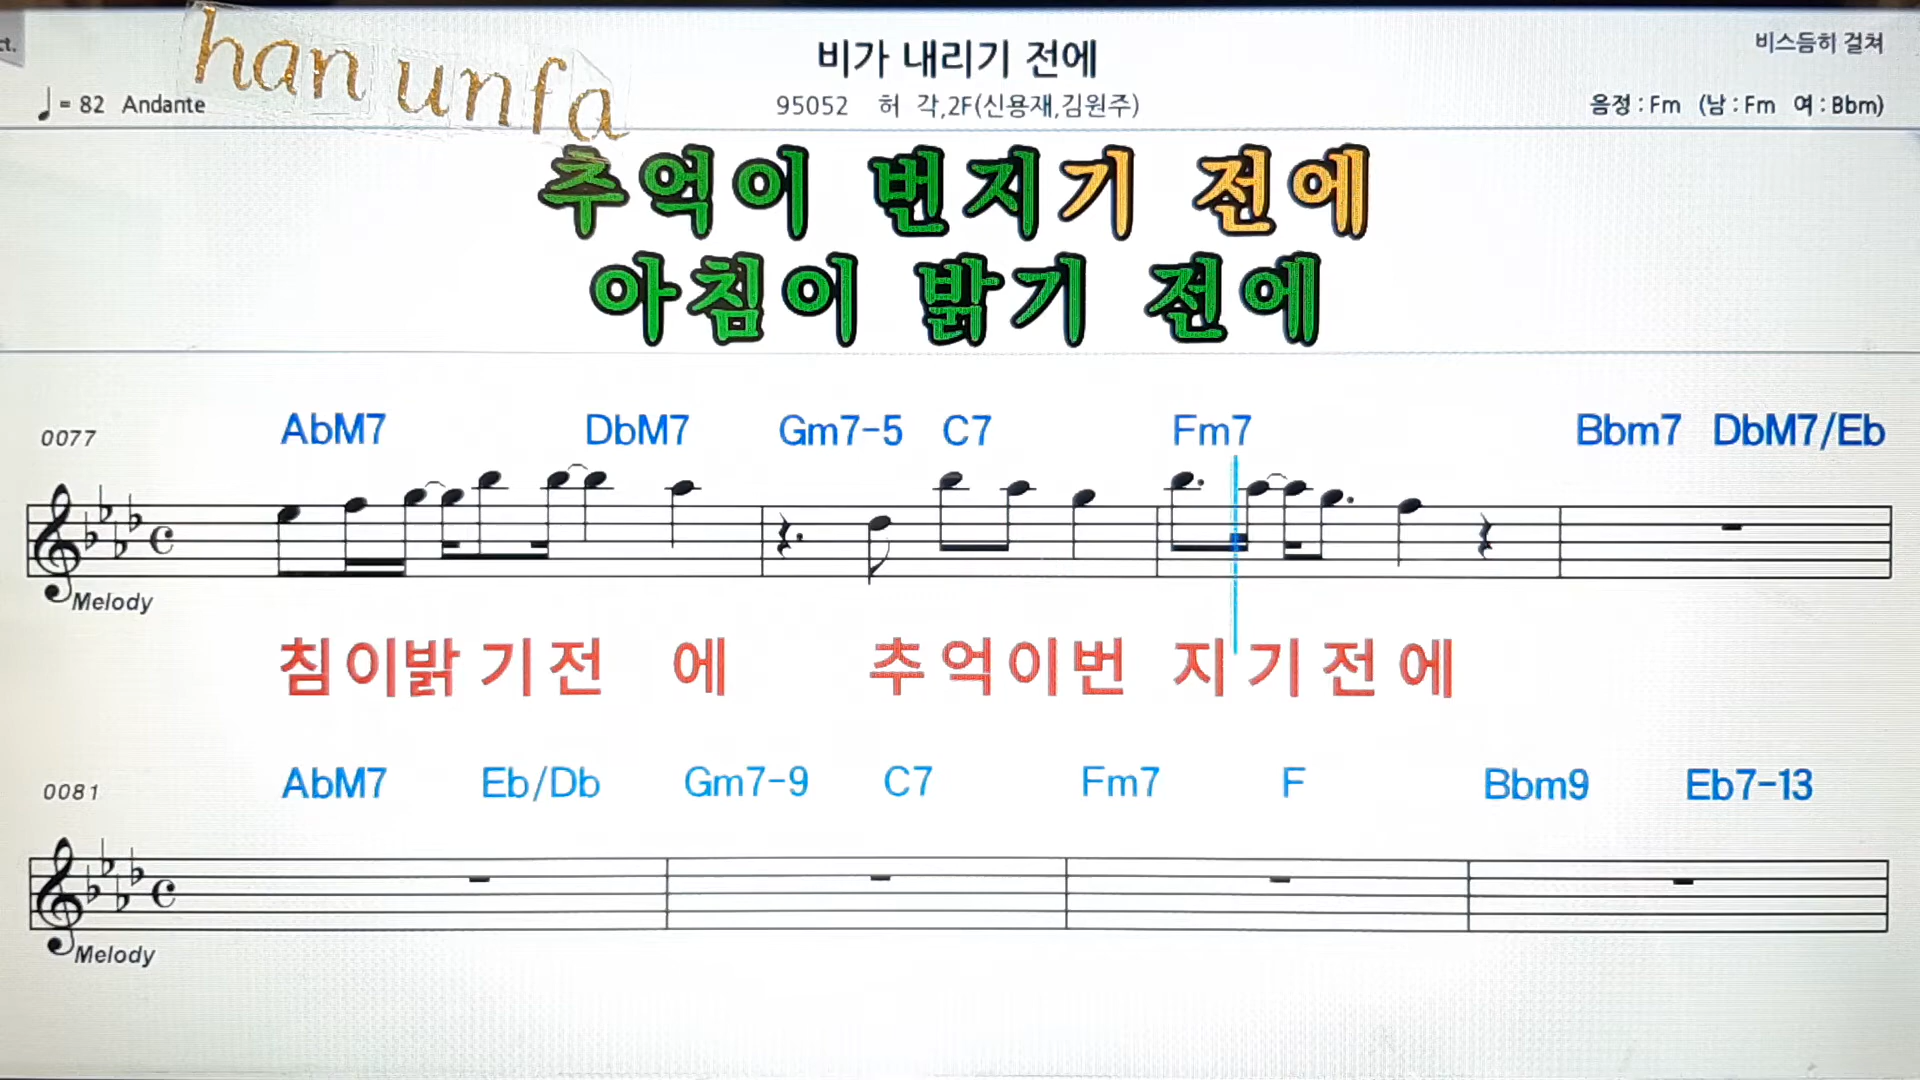 ct.
han unfa
비가 내리기 전에
비스듬히 걸쳐
♩= 82 Andante
95052 허 각,2F(신용재,김원주)
음정 : Fm (남 : Fm 여 : Bbm)
추억이 번지기 전에
아침이 밝기 전에
0077 AbM7 DbM7 Gm7-5 C7 Fm7 Bbm7 DbM7/Eb
Melody
침이밝기전에 추억이번지기전에
0081 AbM7 Eb/Db Gm7-9 C7 Fm7 F Bbm9 Eb7-13
Melody